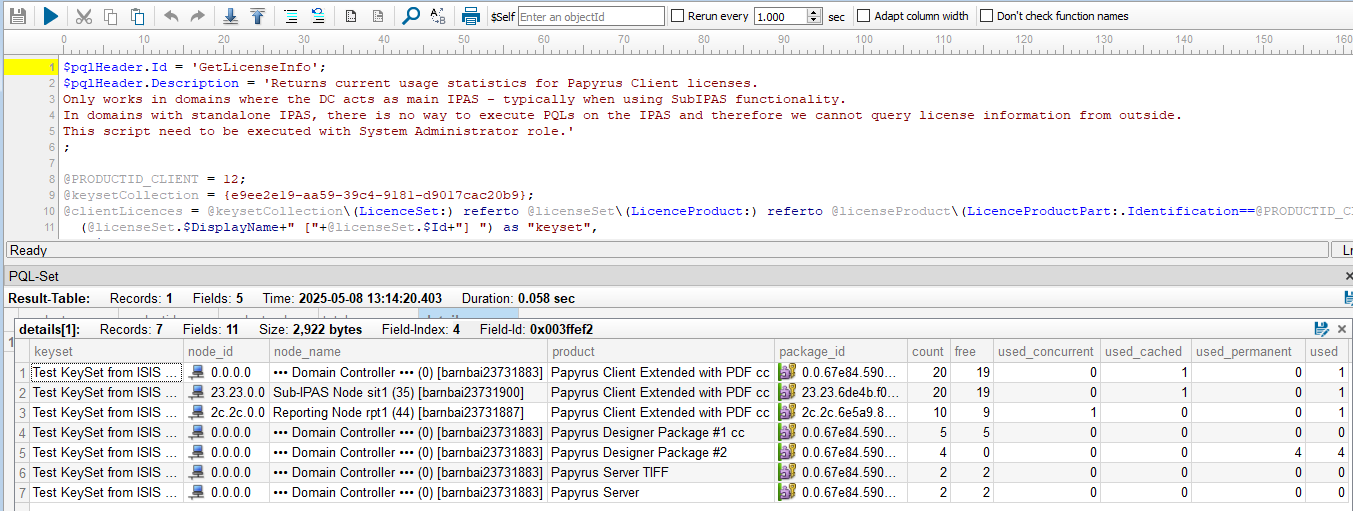 $Self Enter an objectId Rerun every 1.000 sec Adapt column width Don't check function names
0 10 20 30 40 50 60 70 80 90 100 110 120 130 140 150 160
1 $pqlHeader.Id = 'GetLicenseInfo';
2 $pqlHeader.Description = 'Returns current usage statistics for Papyrus Client licenses.
3 Only works in domains where the DC acts as main IPAS - typically when using SubIPAS functionality.
4 In domains with standalone IPAS, there is no way to execute PQLs on the IPAS and therefore we cannot query license information from outside.
5 This script need to be executed with System Administrator role.'
6 ;
7
8 @PRODUCTID_CLIENT = 12;
9 @keysetCollection = {e9ee2e19-aa59-39c4-9181-d9017cac20b9};
10 @clientLicences = @keysetCollection\(LicenceSet:) referto @licenseSet\(LicenceProduct:) referto @licenseProduct\(LicenceProductPart:.Identification==@PRODUCTID_C
11 (@licenseSet.$DisplayName+" ["+@licenseSet.$Id+"] ") as "keyset",
Ready Ln
PQL-Set
Result-Table: Records: 1 Fields: 5 Time: 2025-05-08 13:14:20.403 Duration: 0.058 sec
details[1]: Records: 7 Fields: 11 Size: 2,922 bytes Field-Index: 4 Field-Id: 0x003ffef2
keyset node_id node_name product package_id count free used_concurrent used_cached used_permanent used
1 Test KeySet from ISIS ... 0.0.0.0 ••• Domain Controller ••• (0) [barnbai23731883] Papyrus Client Extended with PDF cc 0.0.67e84.590... 20 19 0 1 0 1
2 Test KeySet from ISIS ... 23.23.0.0 Sub-IPAS Node sit1 (35) [barnbai23731900] Papyrus Client Extended with PDF cc 23.23.6de4b.f0... 20 19 0 1 0 1
3 Test KeySet from ISIS ... 2c.2c.0.0 Reporting Node rpt1 (44) [barnbai23731887] Papyrus Client Extended with PDF cc 2c.2c.6e5a9.8... 10 9 1 0 0 1
4 Test KeySet from ISIS ... 0.0.0.0 ••• Domain Controller ••• (0) [barnbai23731883] Papyrus Designer Package #1 cc 0.0.67e84.590... 5 5 0 0 0 0
5 Test KeySet from ISIS ... 0.0.0.0 ••• Domain Controller ••• (0) [barnbai23731883] Papyrus Designer Package #2 0.0.67e84.590... 4 0 0 0 4 4
6 Test KeySet from ISIS ... 0.0.0.0 ••• Domain Controller ••• (0) [barnbai23731883] Papyrus Server TIFF 0.0.67e84.590... 2 2 0 0 0 0
7 Test KeySet from ISIS ... 0.0.0.0 ••• Domain Controller ••• (0) [barnbai23731883] Papyrus Server 0.0.67e84.590... 2 2 0 0 0 0